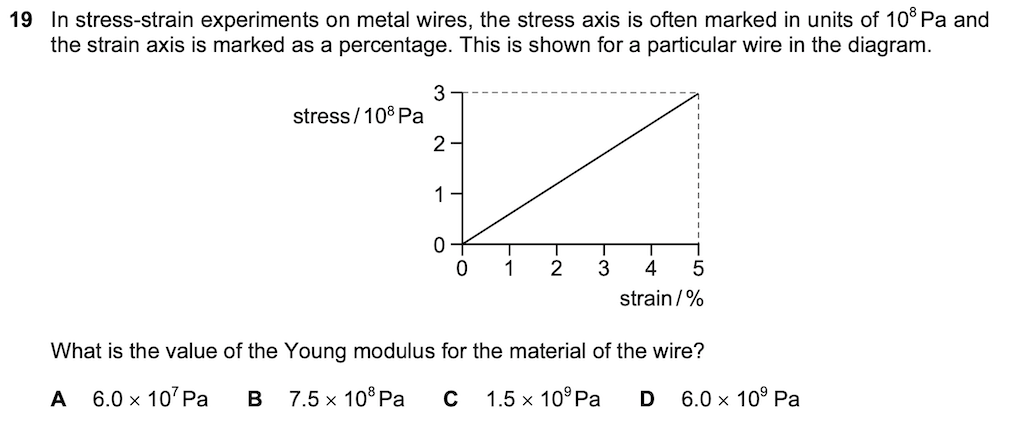 19 In stress-strain experiments on metal wires, the stress axis is often marked in units of 10⁸ Pa and
the strain axis is marked as a percentage. This is shown for a particular wire in the diagram.
3
stress / 10⁸ Pa
2
1
0
0 1 2 3 4 5
strain / %
What is the value of the Young modulus for the material of the wire?
A 6.0 × 10⁷ Pa B 7.5 × 10⁸ Pa C 1.5 × 10⁹ Pa D 6.0 × 10⁹ Pa